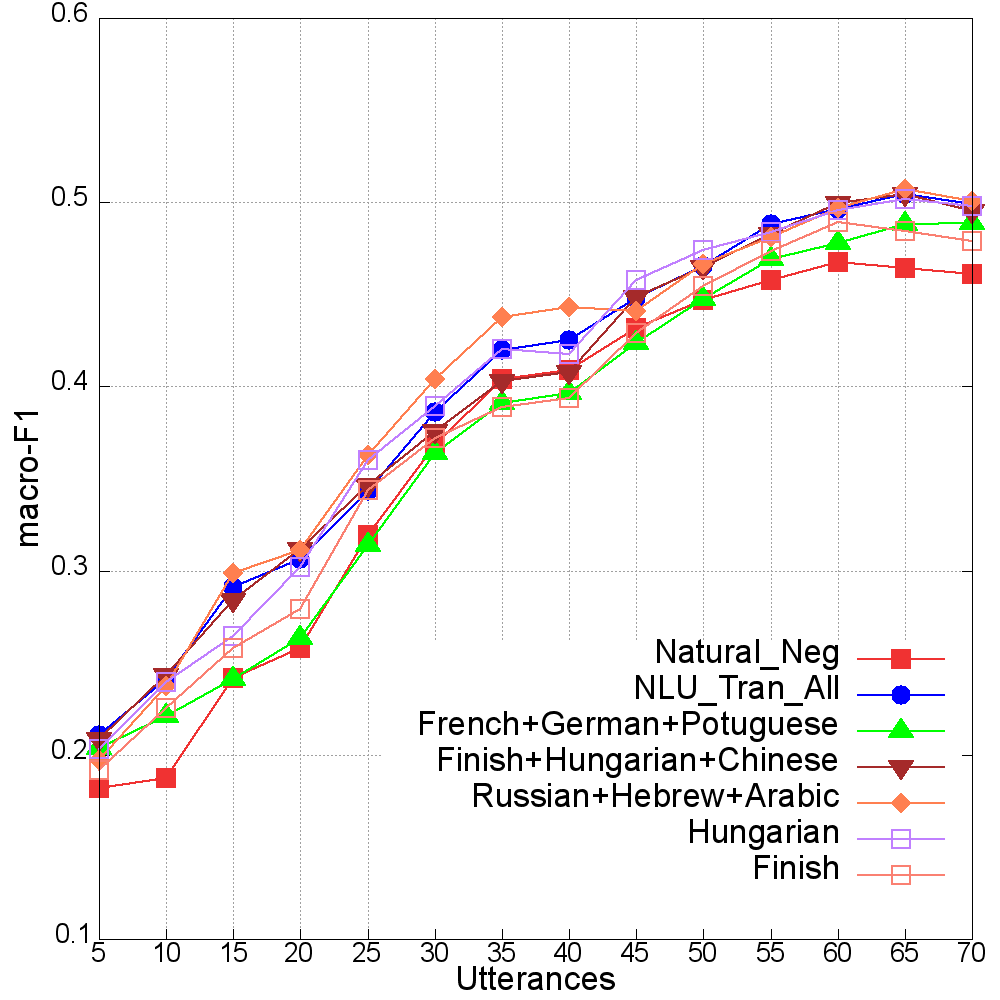 0.6
0.5
0.4
0.3
0.2
0.1
macro-F1
Natural_Neg
NLU_Tran_All
French+German+Potuguese
Finish+Hungarian+Chinese
Russian+Hebrew+Arabic
Hungarian
Finish
5 10 15 20 25 30 35 40 45 50 55 60 65 70
Utterances